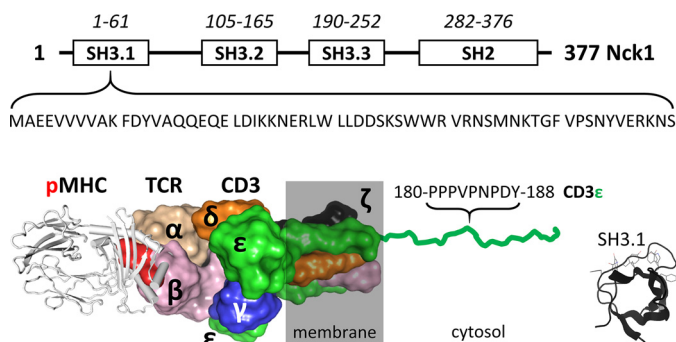 1-61 105-165 190-252 282-376
1 SH3.1 SH3.2 SH3.3 SH2 377 Nck1
MAEEVVVVAK FDYVAQQEQE LDIKKNERLW LLDDSKSWWR VRNSMNKTGF VPSNYVERKNS
pMHC TCR CD3
180-PPPVPNPDY-188 CD3ε
α δ ε ζ
SH3.1
β γ
ε membrane cytosol